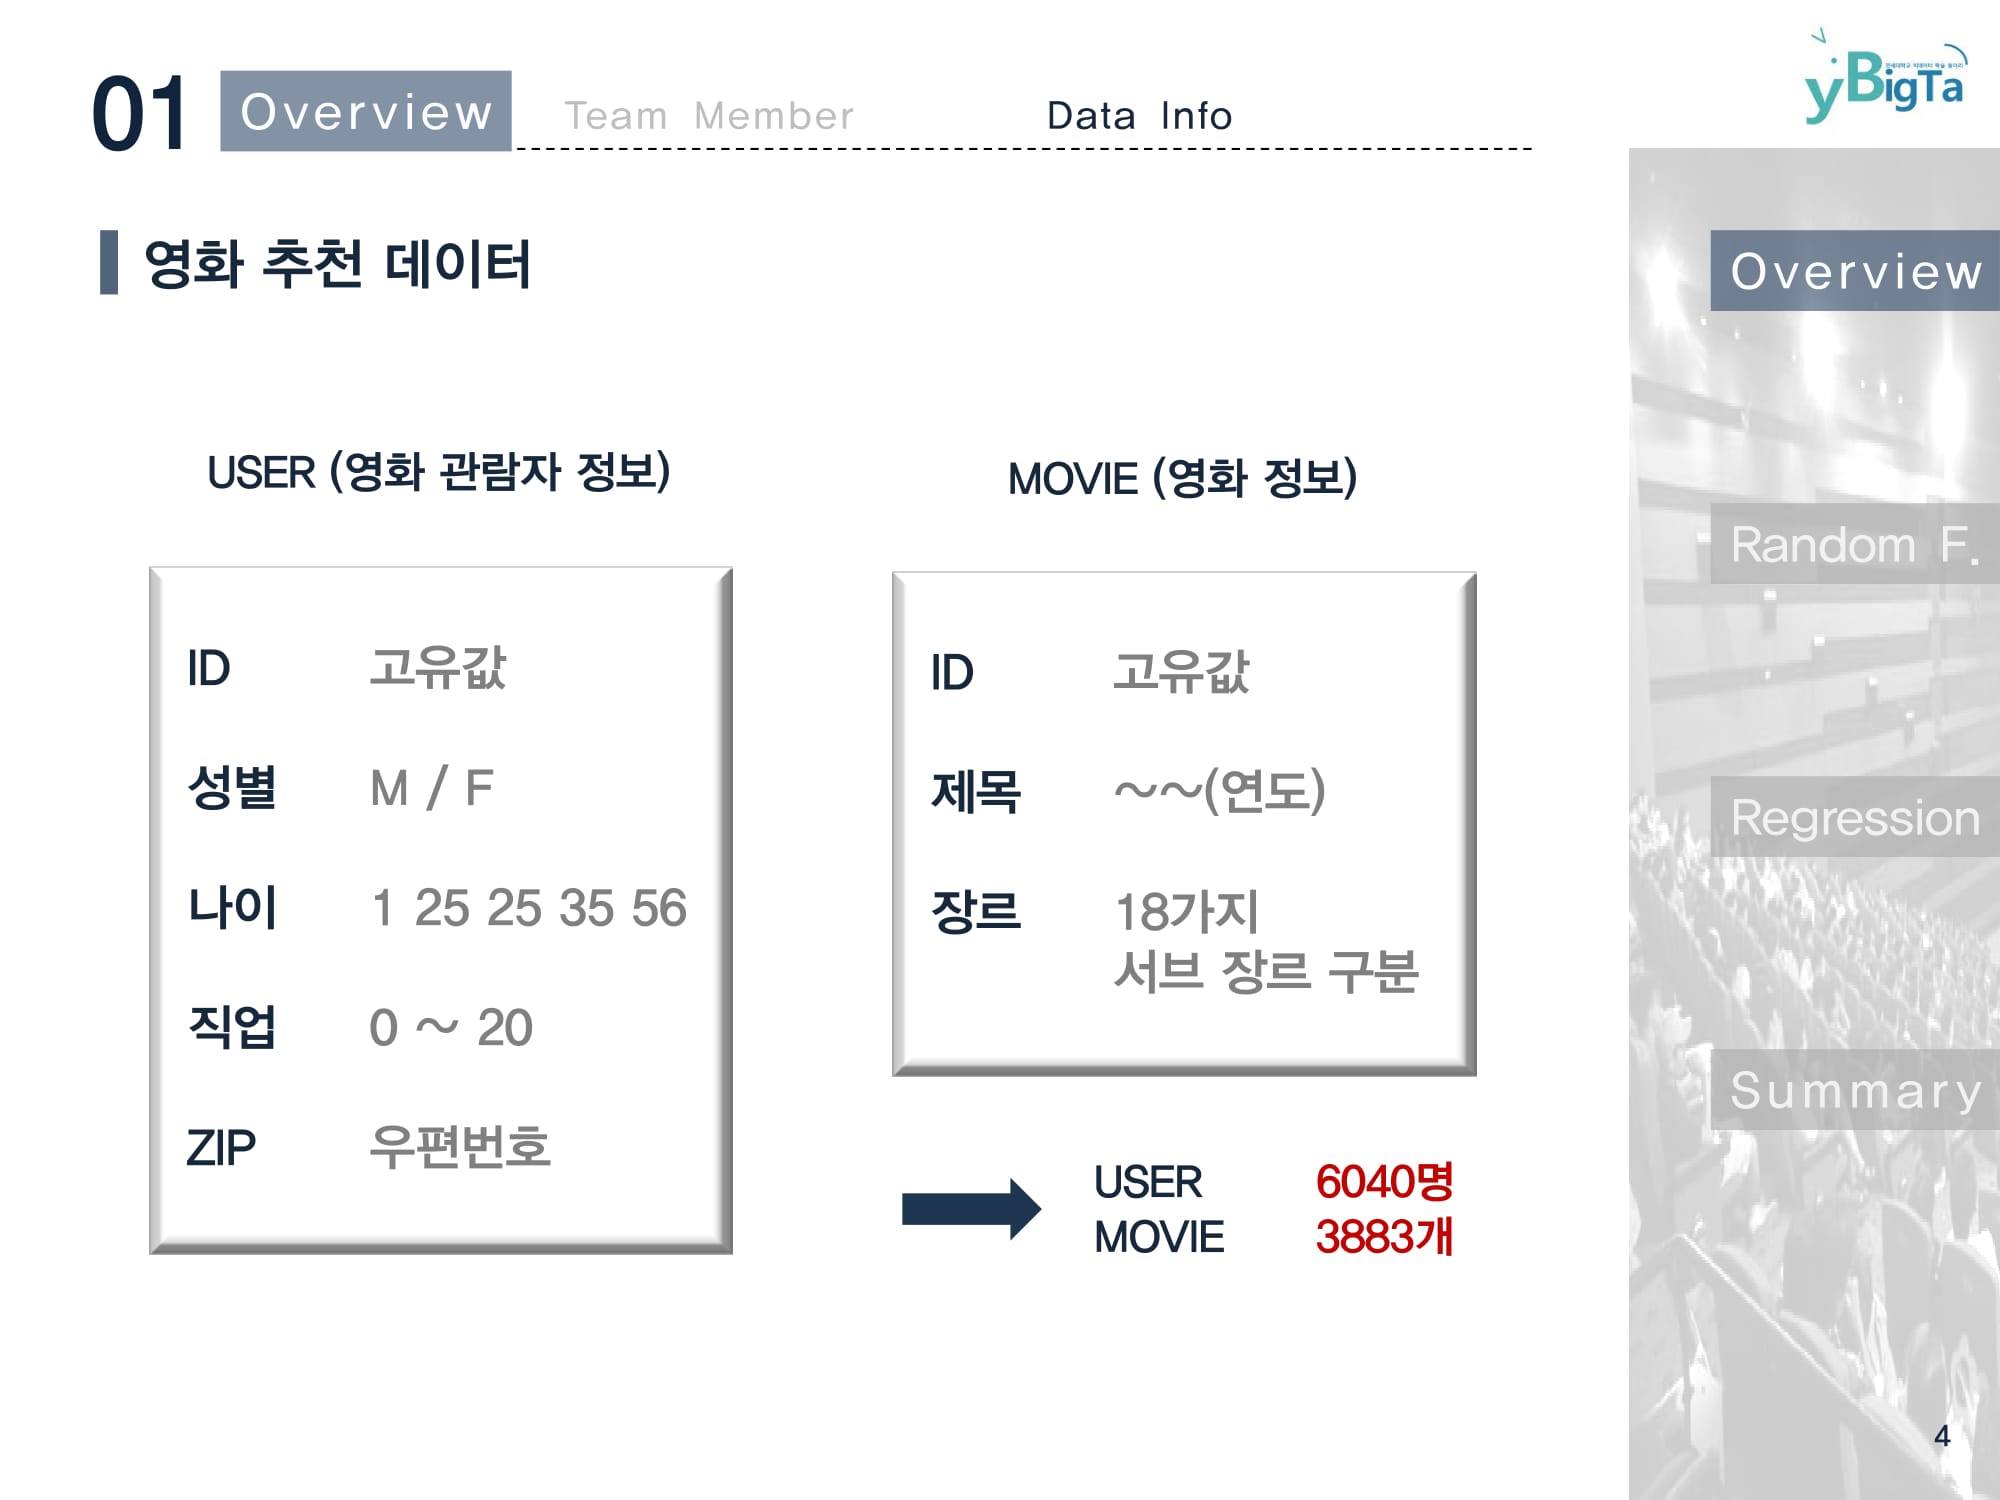 01 Overview Team Member Data Info
yBigTa
영화 추천 데이터
USER (영화 관람자 정보)
ID 고유값
성별 M / F
나이 1 25 25 35 56
직업 0 ~ 20
ZIP 우편번호
MOVIE (영화 정보)
ID 고유값
제목 ~~(연도)
장르 18가지
서브 장르 구분
USER 6040명
MOVIE 3883개
Overview
Random F.
Regression
Summary
4